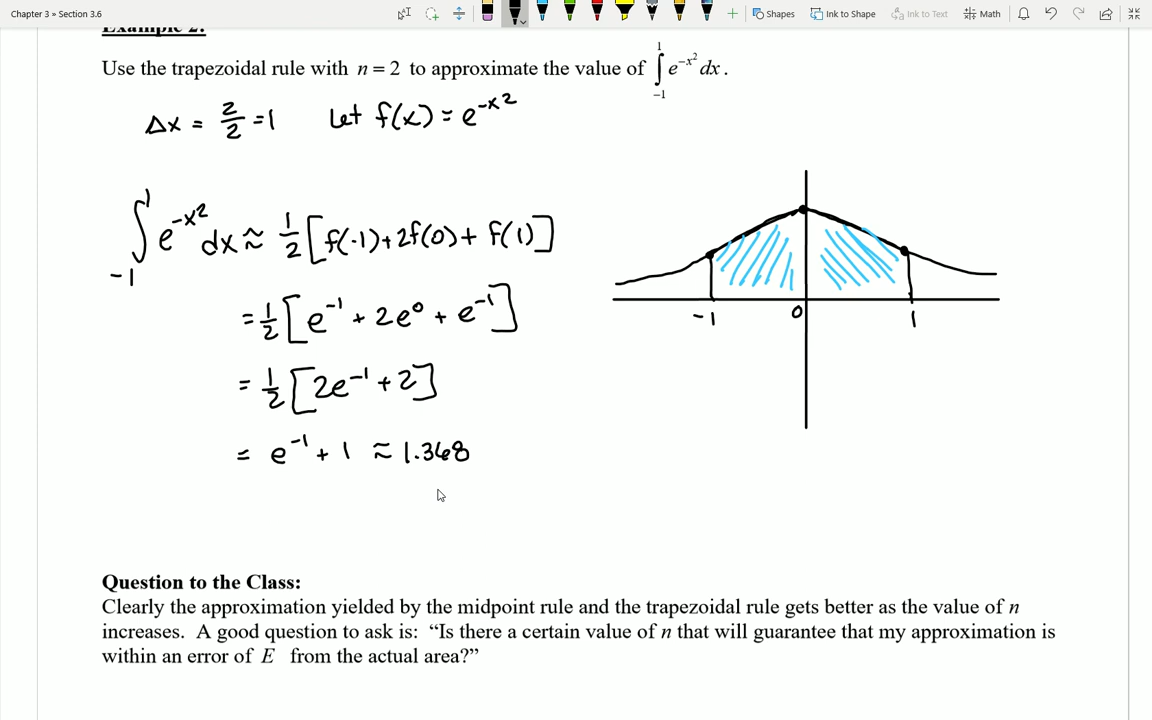 Chapter 3 » Section 3.6
Shapes Ink to Shape Ink to Text Math
Example 2:
Use the trapezoidal rule with n = 2 to approximate the value of ∫_{-1}^{1} e^{-x^2} dx.
Δx = 2/2 = 1 Let f(x) = e^{-x^2}
∫_{-1}^{1} e^{-x^2} dx ≈ 1/2 [f(-1) + 2f(0) + f(1)]
= 1/2 [e^{-1} + 2e^0 + e^{-1}]
= 1/2 [2e^{-1} + 2]
= e^{-1} + 1 ≈ 1.368
-1 0 1
Question to the Class:
Clearly the approximation yielded by the midpoint rule and the trapezoidal rule gets better as the value of n
increases. A good question to ask is: “Is there a certain value of n that will guarantee that my approximation is
within an error of E from the actual area?”